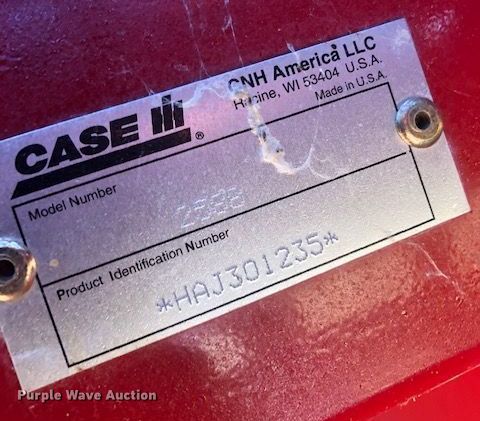 CASE IH ®
CNH America LLC
Racine, WI 53404 U.S.A.
Made in U.S.A.
Model Number
2588
Product Identification Number
*HAJ301235*
Purple Wave Auction